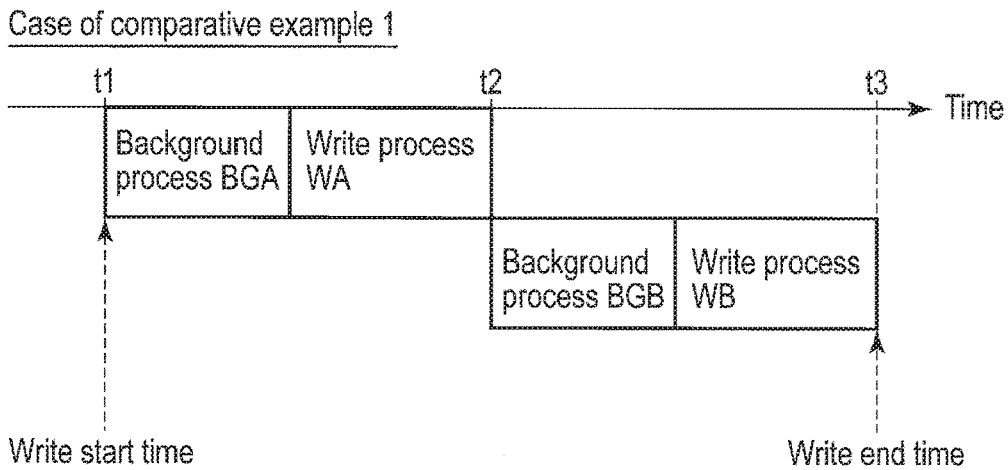 Case of comparative example 1
t1
t2
t3
Time
Background
process BGA
Write process
WA
Background
process BGB
Write process
WB
Write start time
Write end time